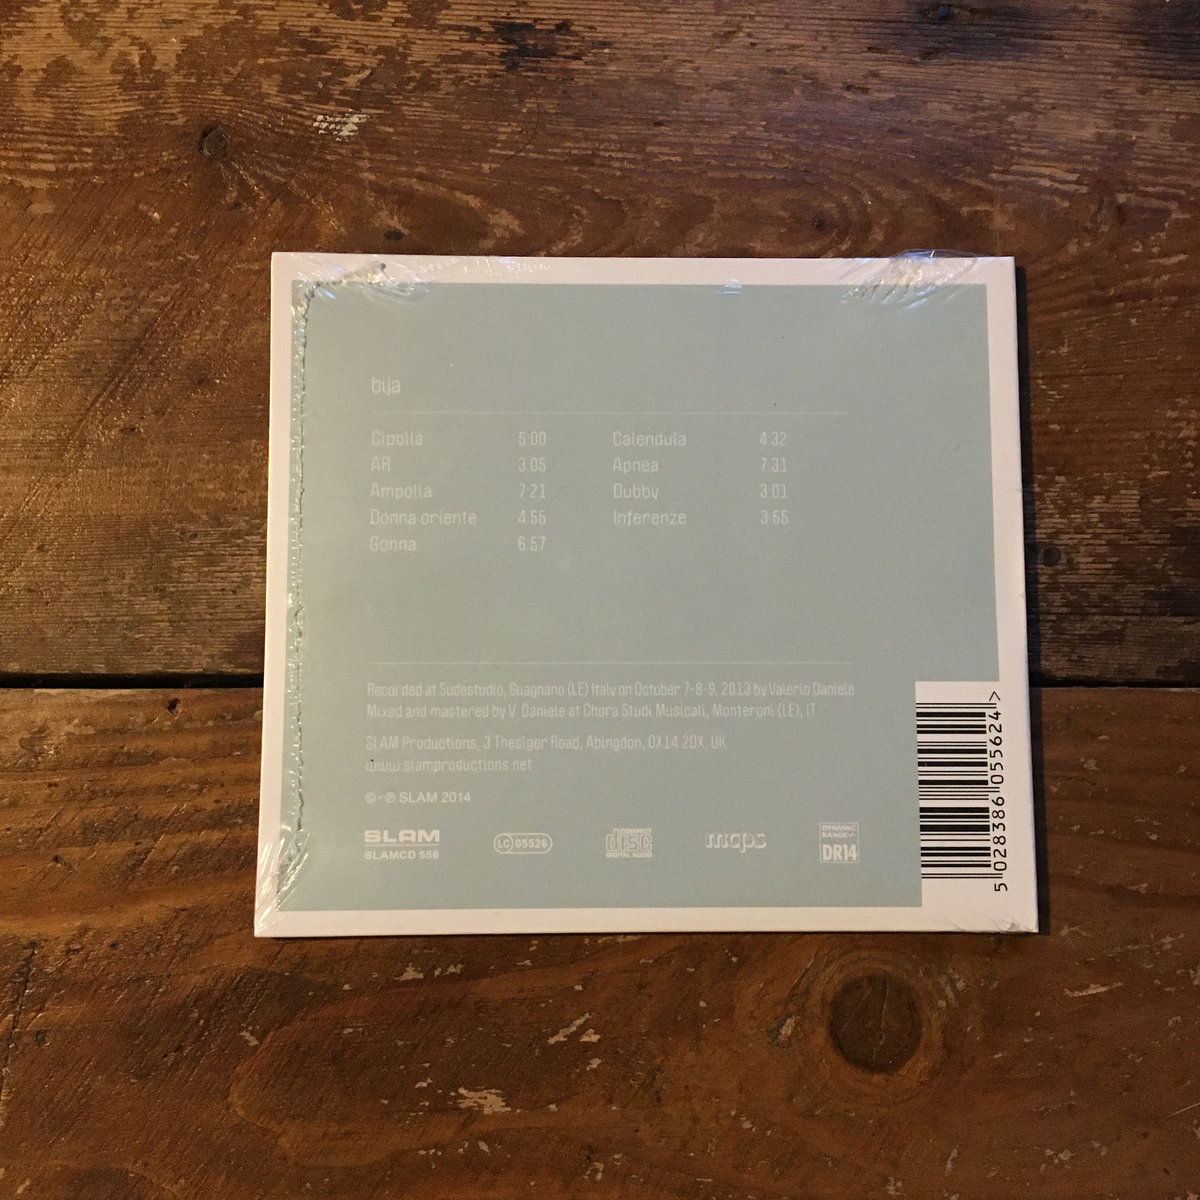 bija
Cipolla 5:00
AR 3:05
Ampolla 7:21
Donna oriente 4:55
Gonna 6:57
Calendula 4:32
Apnea 7:31
Dubby 3:01
Inferenze 3:55
Recorded at Sudestudio, Guagnano (LE) Italy on October 7-8-9, 2013 by Valerio Daniele
Mixed and mastered by V. Daniele at Chora Studi Musicali, Monteroni (LE), IT
SLAM Productions, 3 Thesiger Road, Abingdon, OX14 2DX, UK
www.slamproductions.net
© + ℗ SLAM 2014
SLAM
SLAMCD 556
LC 05526
COMPACT
disc
DIGITAL AUDIO
mcps
DYNAMIC
RANGE
DR14
5 028386 055624 >